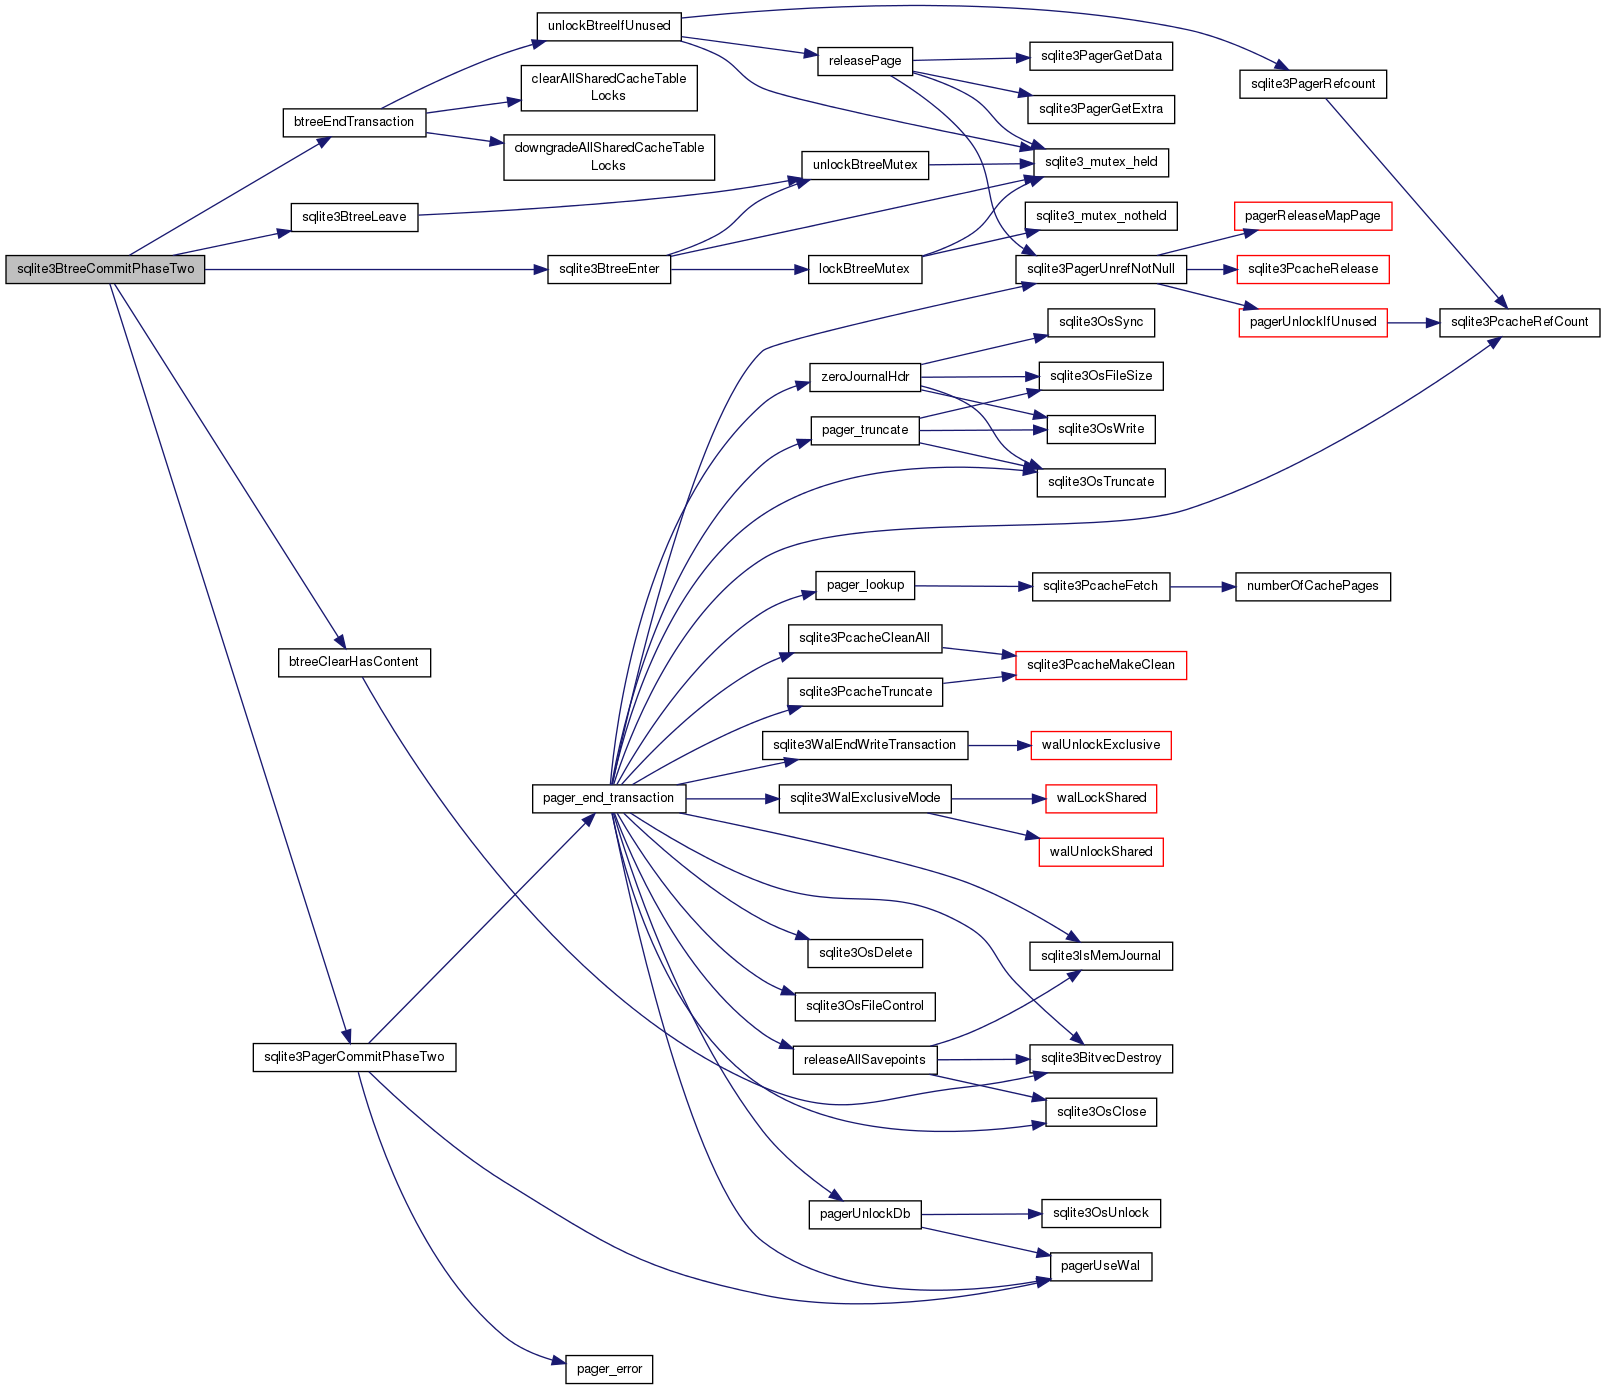 unlockBtreeIfUnused
releasePage
sqlite3PagerGetData
sqlite3PagerRefcount
clearAllSharedCacheTable
Locks
sqlite3PagerGetExtra
btreeEndTransaction
downgradeAllSharedCacheTable
Locks
unlockBtreeMutex
sqlite3_mutex_held
sqlite3BtreeLeave
sqlite3_mutex_notheld
pagerReleaseMapPage
sqlite3BtreeCommitPhaseTwo
sqlite3BtreeEnter
lockBtreeMutex
sqlite3PagerUnrefNotNull
sqlite3PcacheRelease
sqlite3OsSync
pagerUnlockIfUnused
sqlite3PcacheRefCount
zeroJournalHdr
sqlite3OsFileSize
pager_truncate
sqlite3OsWrite
sqlite3OsTruncate
pager_lookup
sqlite3PcacheFetch
numberOfCachePages
sqlite3PcacheCleanAll
btreeClearHasContent
sqlite3PcacheMakeClean
sqlite3PcacheTruncate
sqlite3WalEndWriteTransaction
walUnlockExclusive
pager_end_transaction
sqlite3WalExclusiveMode
walLockShared
walUnlockShared
sqlite3OsDelete
sqlite3IsMemJournal
sqlite3OsFileControl
sqlite3PagerCommitPhaseTwo
releaseAllSavepoints
sqlite3BitvecDestroy
sqlite3OsClose
pagerUnlockDb
sqlite3OsUnlock
pagerUseWal
pager_error